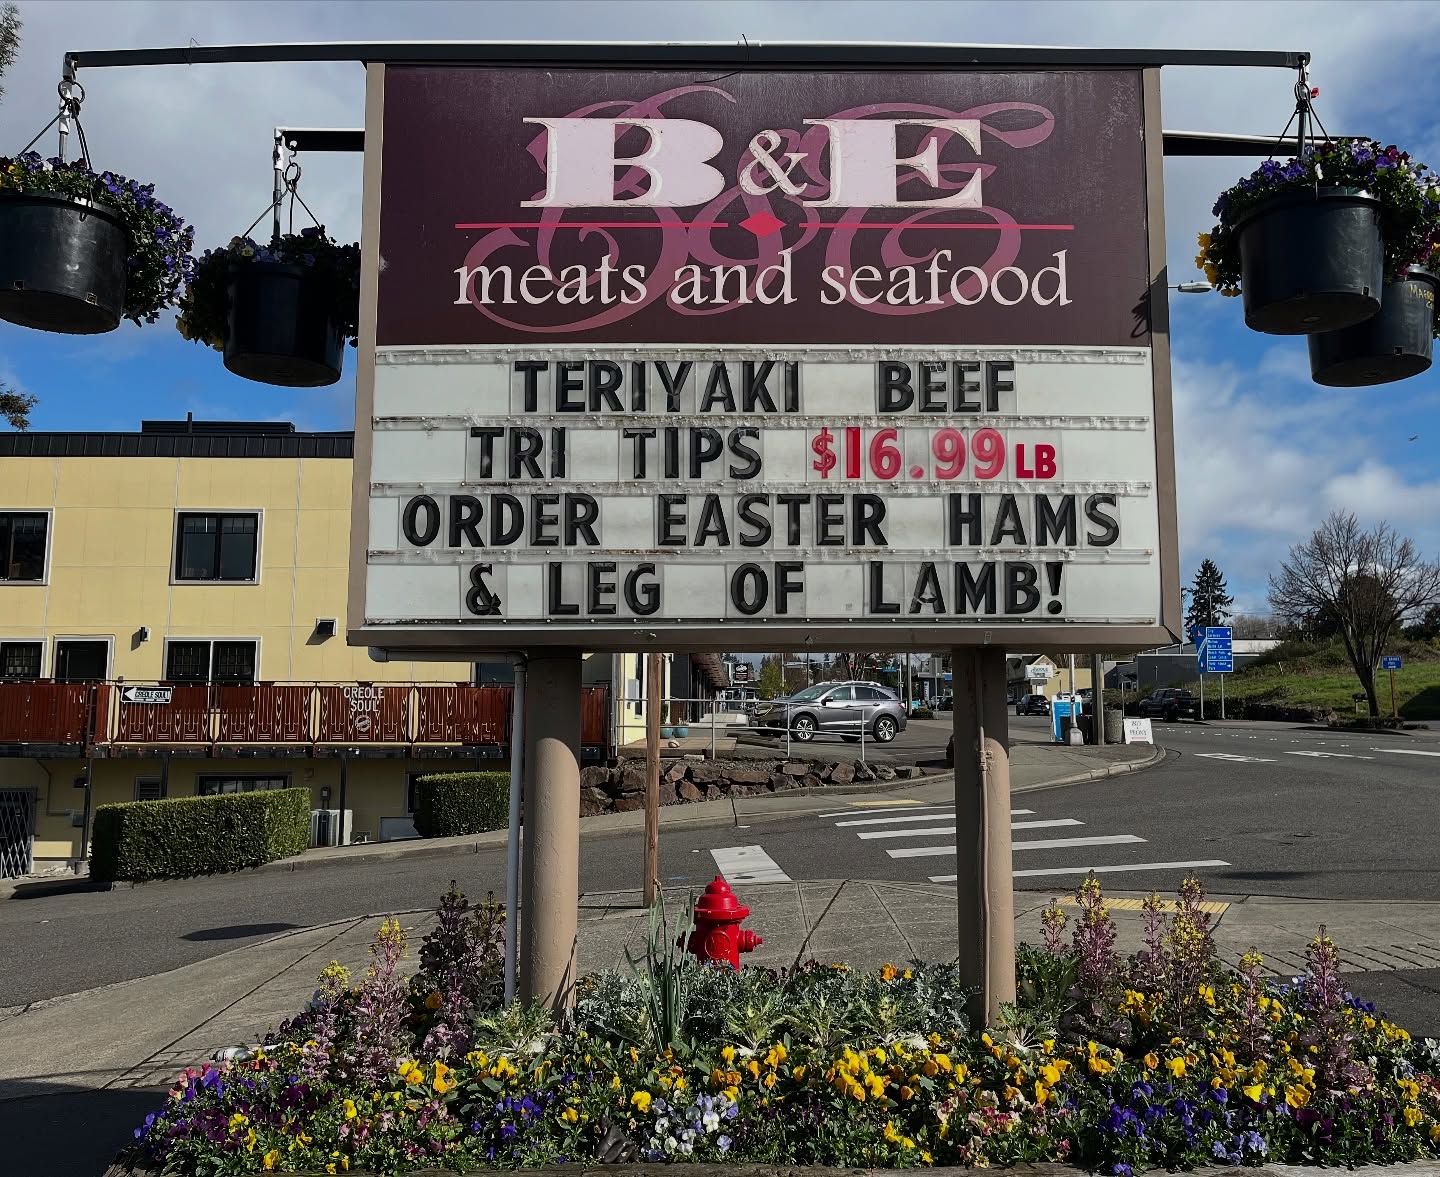 B&E
meats and seafood
TERIYAKI BEEF
TRI TIPS $16.99 LB
ORDER EASTER HAMS
& LEG OF LAMB!
CREOLE SOUL
CREOLE
SOUL